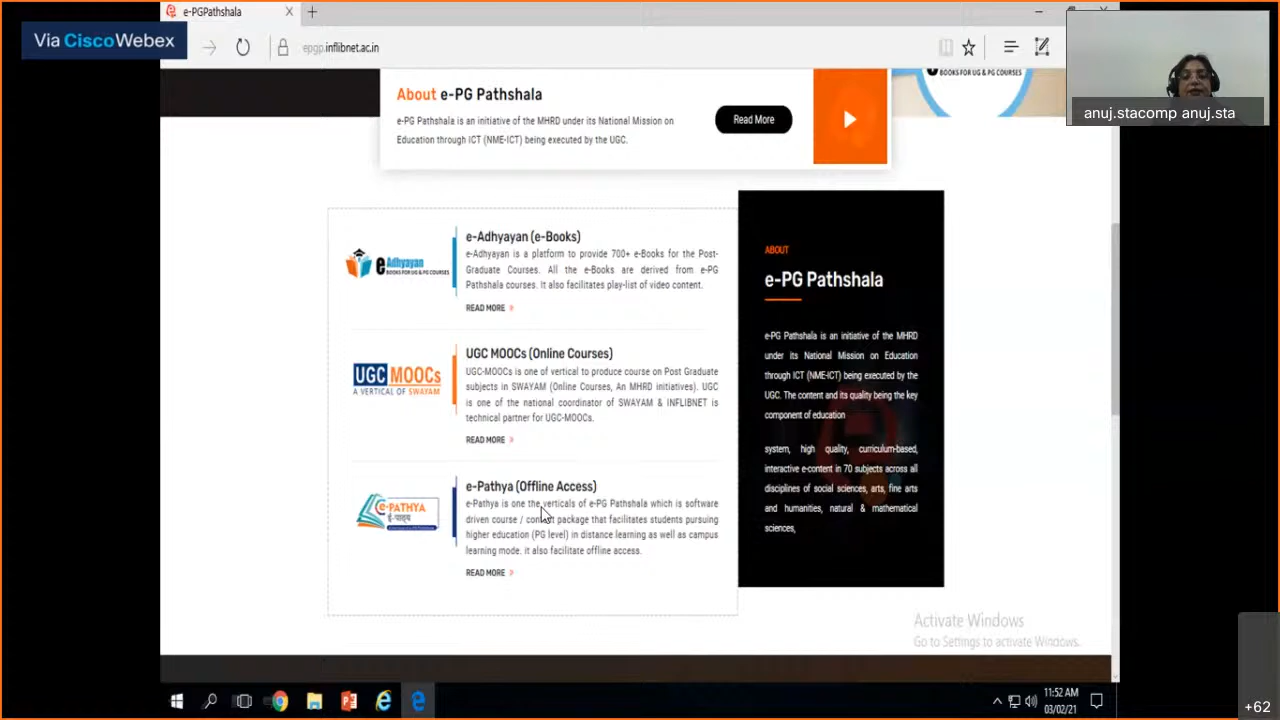 e-PGPathshala
Via CiscoWebex
epgp.inflibnet.ac.in
BOOKS FOR UG & PG COURSES
anuj.stacomp anuj.sta
About e-PG Pathshala
e-PG Pathshala is an initiative of the MHRD under its National Mission on
Education through ICT (NME-ICT) being executed by the UGC.
Read More
e Adhyayan
BOOKS FOR UG & PG COURSES
e-Adhyayan (e-Books)
e-Adhyayan is a platform to provide 700+ e-Books for the Post-
Graduate Courses. All the e-Books are derived from e-PG
Pathshala courses. It also facilitates play-list of video content.
READ MORE
UGC MOOCs
A VERTICAL OF SWAYAM
UGC MOOCs (Online Courses)
UGC-MOOCs is one of vertical to produce course on Post Graduate
subjects in SWAYAM (Online Courses, An MHRD initiatives). UGC
is one of the national coordinator of SWAYAM & INFLIBNET is
technical partner for UGC-MOOCs.
READ MORE
e-PATHYA
ई-पाठ्य
e-Pathya (Offline Access)
e-Pathya is one the verticals of e-PG Pathshala which is software
driven course / content package that facilitates students pursuing
higher education (PG level) in distance learning as well as campus
learning mode. it also facilitate offline access.
READ MORE
ABOUT
e-PG Pathshala
e-PG Pathshala is an initiative of the MHRD
under its National Mission on Education
through ICT (NME-ICT) being executed by the
UGC. The content and its quality being the key
component of education
system, high quality, curriculum-based,
interactive e-content in 70 subjects across all
disciplines of social sciences, arts, fine arts
and humanities, natural & mathematical
sciences,
Activate Windows
Go to Settings to activate Windows.
11:52 AM
03/02/21
+62